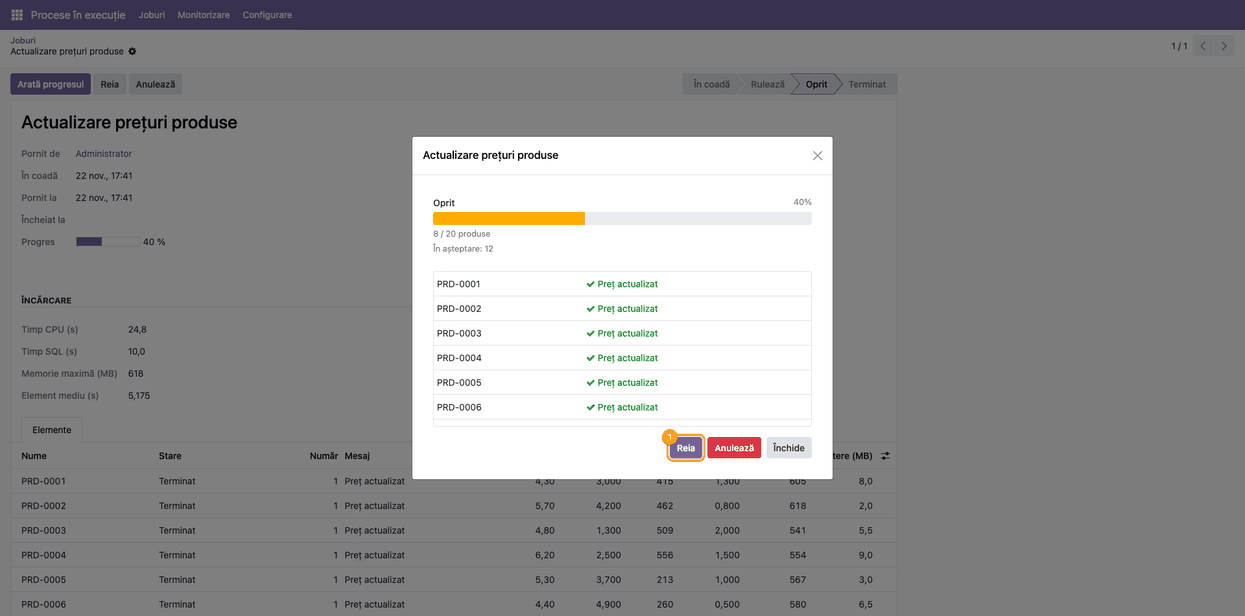 Procese în execuție Joburi Monitorizare Configurare
Joburi
Actualizare prețuri produse
1 / 1
Arată progresul Reia Anulează
În coadă Rulează Oprit Terminat
Actualizare prețuri produse
Pornit de Administrator
În coadă 22 nov., 17:41
Pornit la 22 nov., 17:41
Încheiat la
Progres 40 %
ÎNCĂRCARE
Timp CPU (s) 24,8
Timp SQL (s) 10,0
Memorie maximă (MB) 618
Element mediu (s) 5,175
Elemente
Actualizare prețuri produse
Oprit 40%
8 / 20 produse
În așteptare: 12
PRD-0001 Preț actualizat
PRD-0002 Preț actualizat
PRD-0003 Preț actualizat
PRD-0004 Preț actualizat
PRD-0005 Preț actualizat
PRD-0006 Preț actualizat
1
Reia Anulează Închide
Nume Stare Număr Mesaj tere (MB)
PRD-0001 Terminat 1 Preț actualizat 4,30 3,000 415 1,300 605 8,0
PRD-0002 Terminat 1 Preț actualizat 5,70 4,200 462 0,800 618 2,0
PRD-0003 Terminat 1 Preț actualizat 4,80 1,300 509 2,000 541 5,5
PRD-0004 Terminat 1 Preț actualizat 6,20 2,500 556 1,500 554 9,0
PRD-0005 Terminat 1 Preț actualizat 5,30 3,700 213 1,000 567 3,0
PRD-0006 Terminat 1 Preț actualizat 4,40 4,900 260 0,500 580 6,5